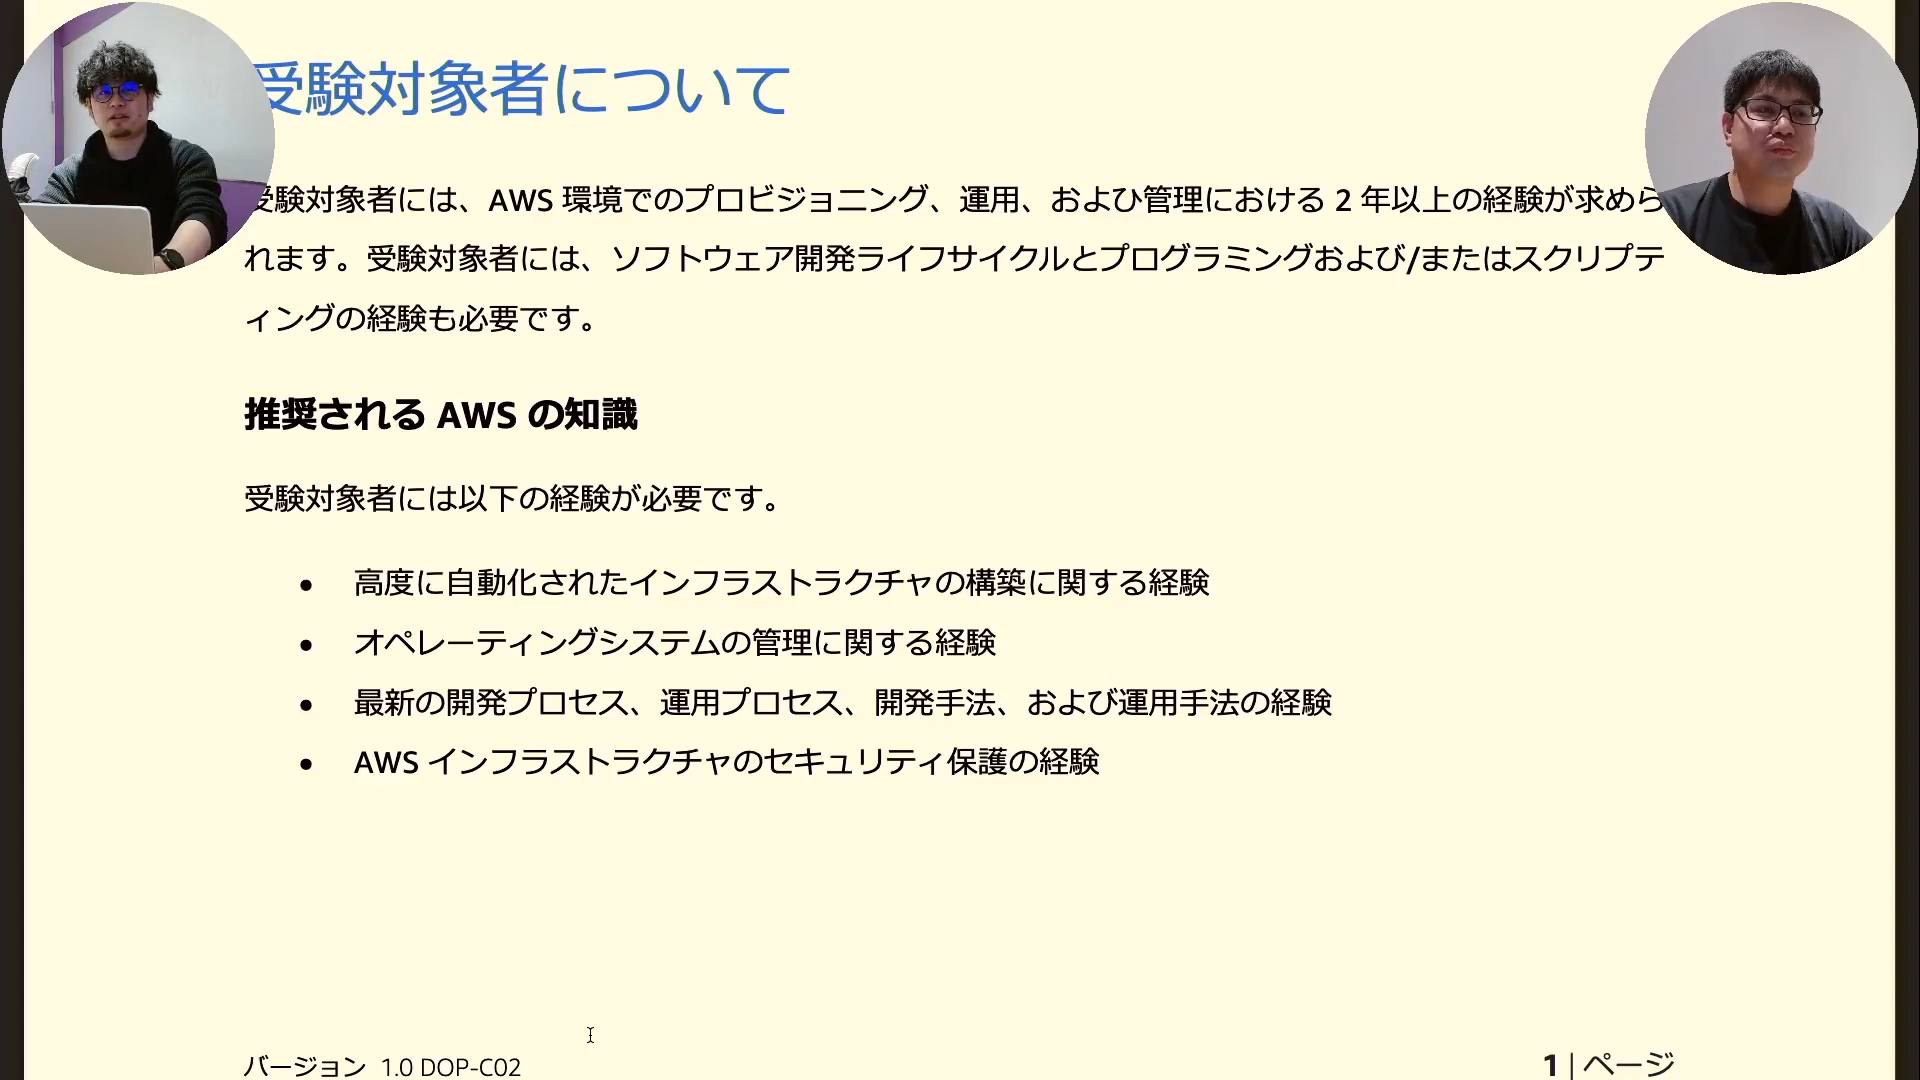 受験対象者について
受験対象者には、AWS 環境でのプロビジョニング、運用、および管理における 2 年以上の経験が求めら
れます。受験対象者には、ソフトウェア開発ライフサイクルとプログラミングおよび/またはスクリプテ
ィングの経験も必要です。
推奨される AWS の知識
受験対象者には以下の経験が必要です。
• 高度に自動化されたインフラストラクチャの構築に関する経験
• オペレーティングシステムの管理に関する経験
• 最新の開発プロセス、運用プロセス、開発手法、および運用手法の経験
• AWS インフラストラクチャのセキュリティ保護の経験
バージョン 1.0 DOP-C02
1 | ページ